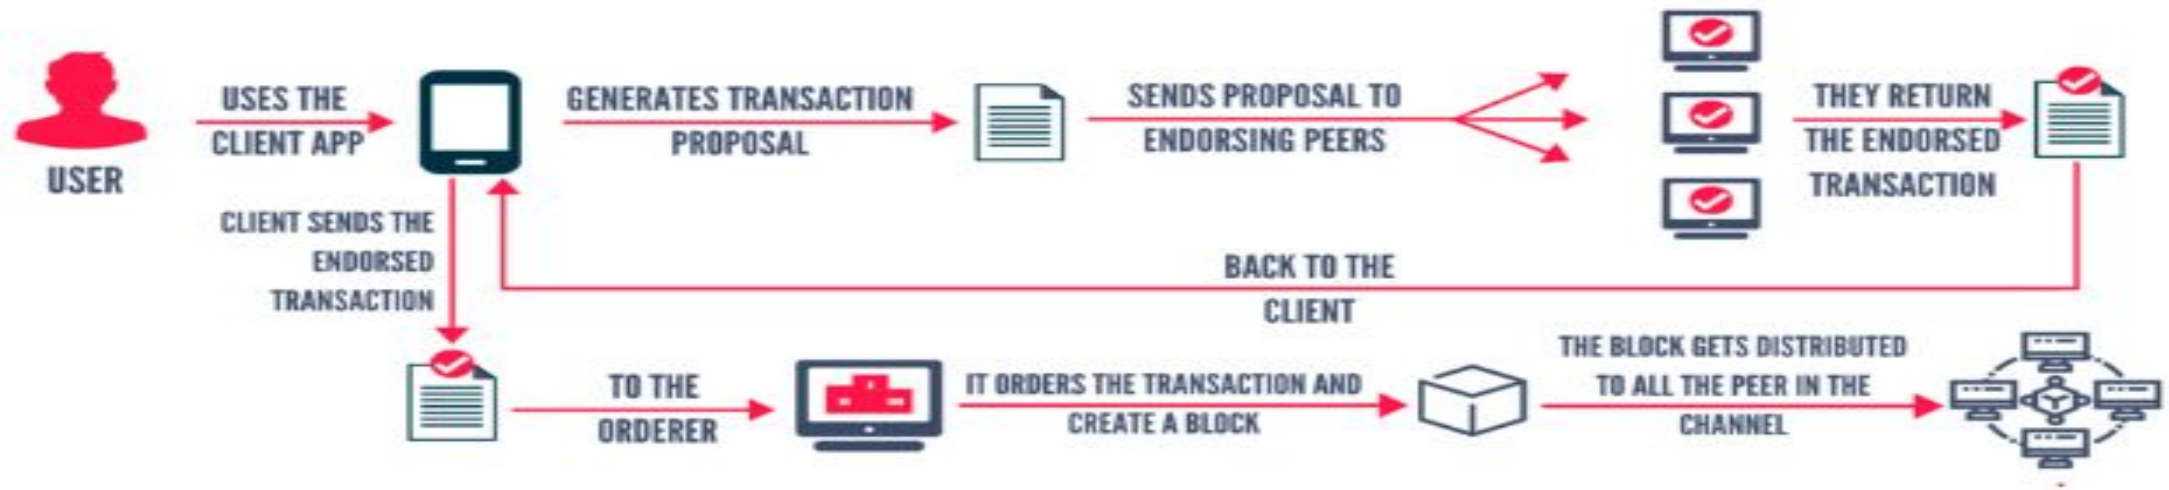 USES THE
CLIENT APP
USER
GENERATES TRANSACTION
PROPOSAL
SENDS PROPOSAL TO
ENDORSING PEERS
THEY RETURN
THE ENDORSED
TRANSACTION
BACK TO THE
CLIENT
CLIENT SENDS THE
ENDORSED
TRANSACTION
TO THE
ORDERER
IT ORDERS THE TRANSACTION AND
CREATE A BLOCK
THE BLOCK GETS DISTRIBUTED
TO ALL THE PEER IN THE
CHANNEL